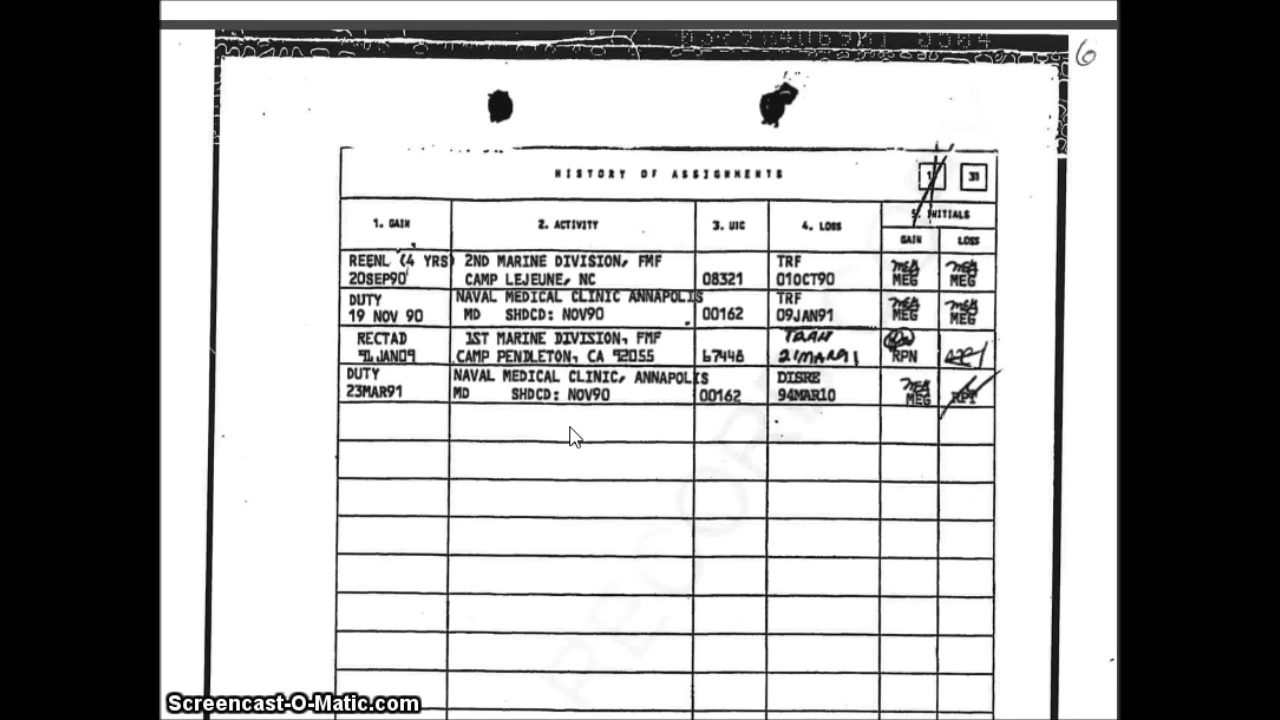 6
HISTORY OF ASSIGNMENTS 31
1. GAIN 2. ACTIVITY 3. UIC 4. LOSS 5. INITIALS
GAIN LOSS
REENL (4 YRS) 2ND MARINE DIVISION, FMF TRF
20SEP90 CAMP LEJEUNE, NC 08321 01OCT90 MEG MEG
DUTY NAVAL MEDICAL CLINIC ANNAPOLIS TRF
19 NOV 90 MD SHDCD: NOV90 00162 09JAN91 MEG MEG
RECTAD 1ST MARINE DIVISION, FMF TRAN
91JAN09 CAMP PENDLETON, CA 92055 67448 21MAR91 RPN
DUTY NAVAL MEDICAL CLINIC, ANNAPOLIS DISRE
23MAR91 MD SHDCD: NOV90 00162 94MAR10 MEG RPT
Screencast-O-Matic.com